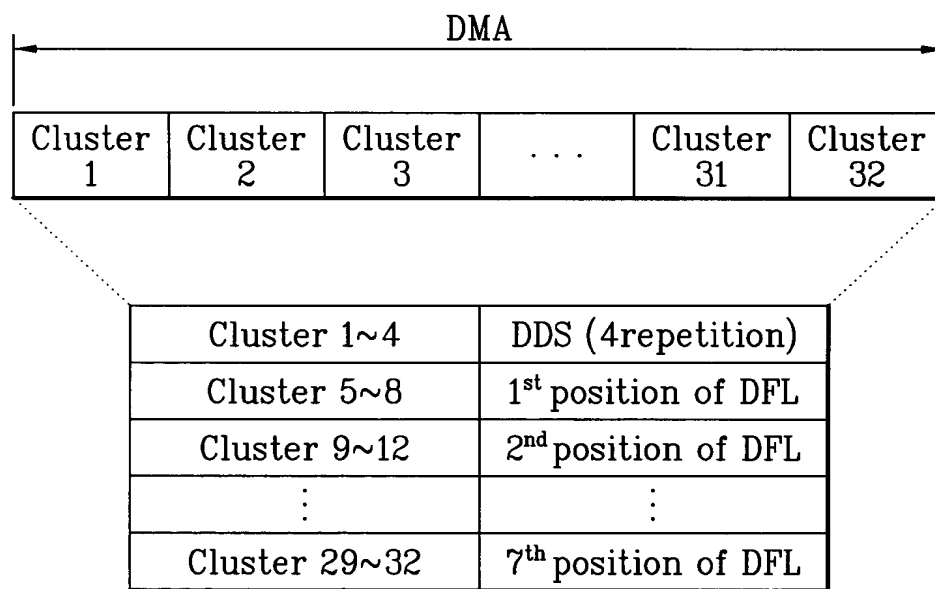 DMA
Cluster 1
Cluster 2
Cluster 3
. . .
Cluster 31
Cluster 32
Cluster 1~4 DDS (4repetition)
Cluster 5~8 1st position of DFL
Cluster 9~12 2nd position of DFL
⋮ ⋮
Cluster 29~32 7th position of DFL